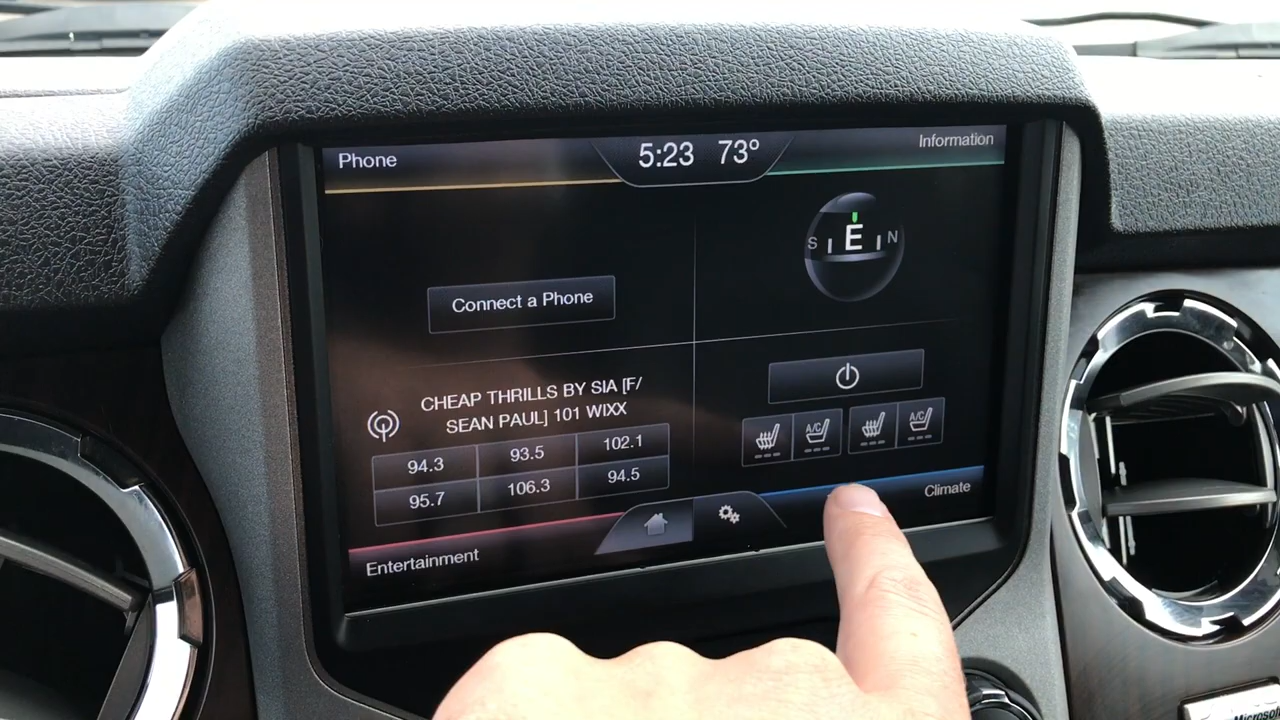 Phone
5:23 73°
Information
S E N
Connect a Phone
CHEAP THRILLS BY SIA [F/
SEAN PAUL] 101 WIXX
94.3 93.5 102.1
95.7 106.3 94.5
A/C A/C
Entertainment
Climate
Microsoft